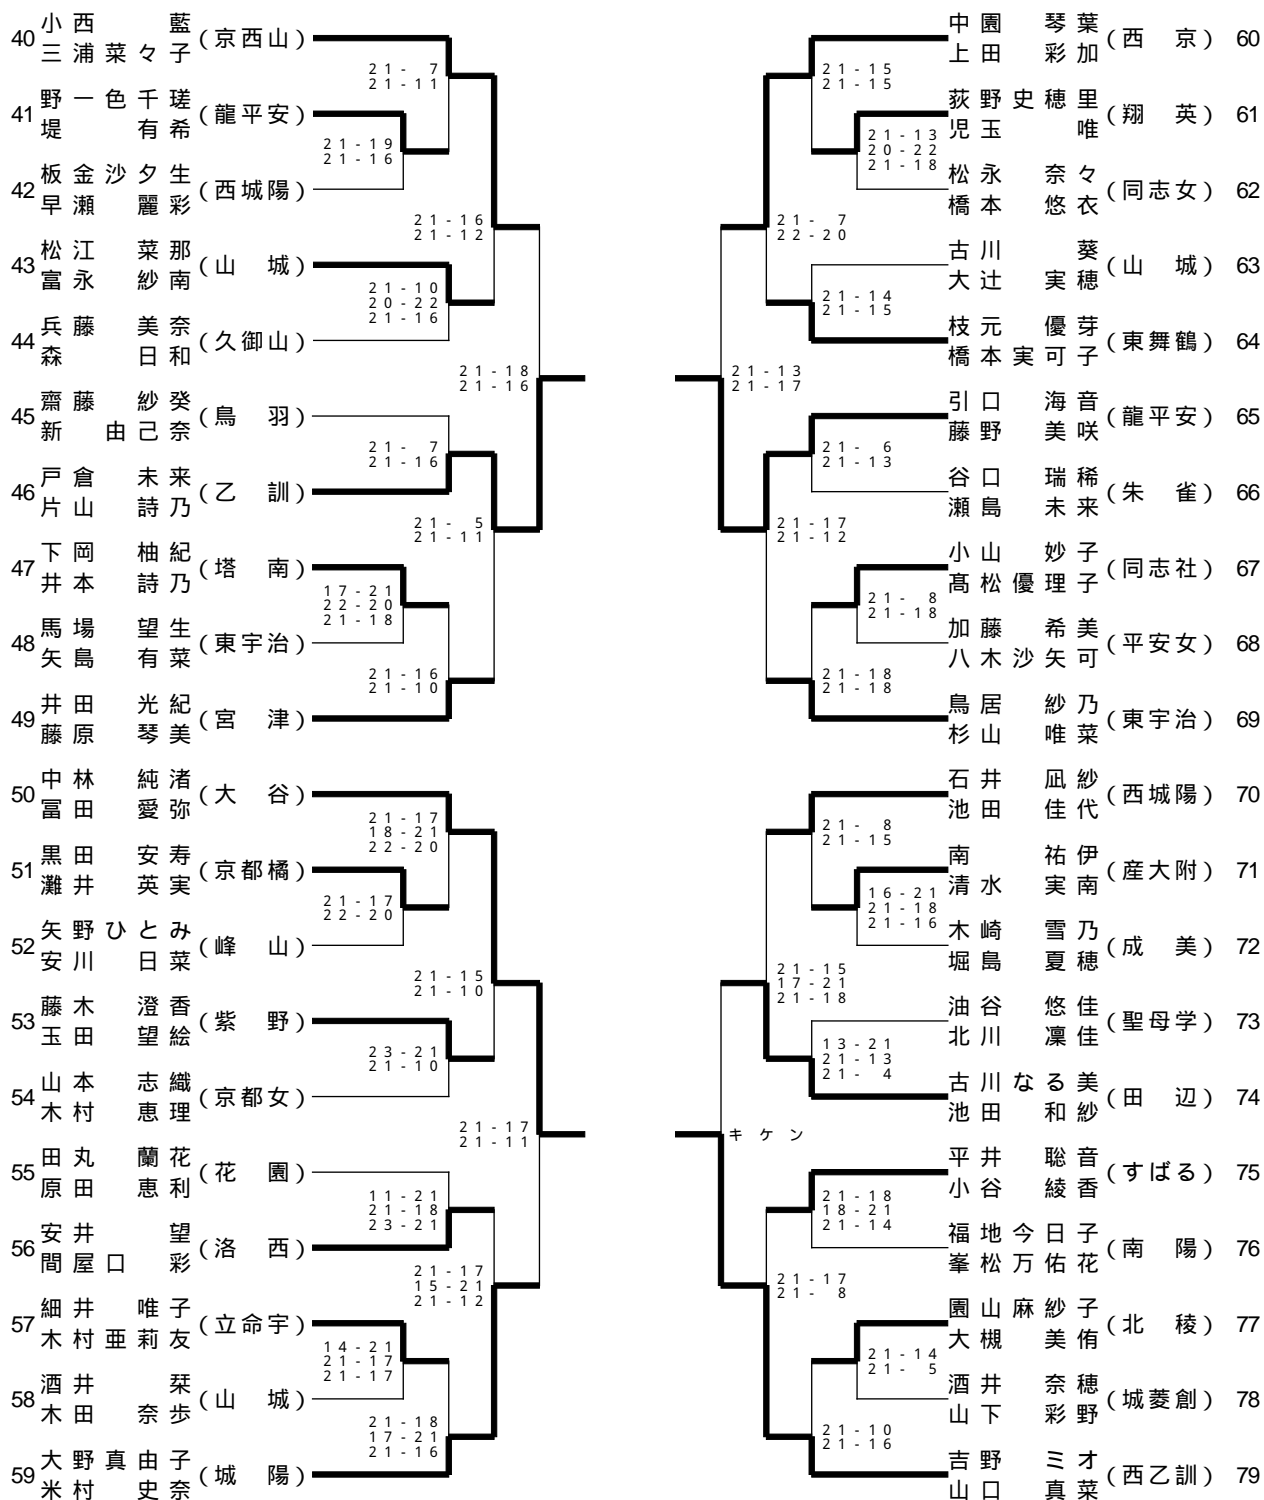 40 小西 藍 (京西山)
三浦菜々子
21-7
21-11
41 野一色千瑳 (龍平安)
堤 有希
21-19
21-16
42 板金沙夕生 (西城陽)
早瀬 麗彩
21-16
21-12
43 松江 菜那 (山 城)
富永 紗南
21-10
20-22
21-16
44 兵藤 美奈 (久御山)
森 日和
21-18
21-16
45 齋藤 紗癸 (鳥 羽)
新 由己奈
21-7
21-16
46 戸倉 未来 (乙 訓)
片山 詩乃
21-5
21-11
47 下岡 柚紀 (塔 南)
井本 詩乃
17-21
22-20
21-18
48 馬場 望生 (東宇治)
矢島 有菜
21-16
21-10
49 井田 光紀 (宮 津)
藤原 琴美
50 中林 純渚 (大 谷)
冨田 愛弥
21-17
18-21
22-20
51 黒田 安寿 (京都橘)
灘井 英実
21-17
22-20
52 矢野ひとみ (峰 山)
安川 日菜
21-15
21-10
53 藤木 澄香 (紫 野)
玉田 望絵
23-21
21-10
54 山本 志織 (京都女)
木村 恵理
21-17
21-11
55 田丸 蘭花 (花 園)
原田 恵利
11-21
21-18
23-21
56 安井 望 (洛 西)
間屋口 彩
21-17
15-21
21-12
57 細井 唯子 (立命宇)
木村亜莉友
14-21
21-17
21-17
58 酒井 栞 (山 城)
木田 奈歩
21-18
17-21
21-16
59 大野真由子 (城 陽)
米村 史奈
中園 琴葉 (西 京) 60
上田 彩加
21-15
21-15
荻野史穂里 (翔 英) 61
児玉 唯
21-13
20-22
21-18
松永 奈々 (同志女) 62
橋本 悠衣
21-7
22-20
古川 葵 (山 城) 63
大辻 実穂
21-14
21-15
枝元 優芽 (東舞鶴) 64
橋本実可子
21-13
21-17
引口 海音 (龍平安) 65
藤野 美咲
21-6
21-13
谷口 瑞稀 (朱 雀) 66
瀬島 未来
21-17
21-12
小山 妙子 (同志社) 67
髙松優理子
21-8
21-18
加藤 希美 (平安女) 68
八木沙矢可
21-18
21-18
鳥居 紗乃 (東宇治) 69
杉山 唯菜
石井 凪紗 (西城陽) 70
池田 佳代
21-8
21-15
南 祐伊 (産大附) 71
清水 実南
16-21
21-18
21-16
木崎 雪乃 (成 美) 72
堀島 夏穂
21-15
17-21
21-18
油谷 悠佳 (聖母学) 73
北川 凜佳
13-21
21-13
21-4
古川なる美 (田 辺) 74
池田 和紗
キケン
平井 聡音 (すばる) 75
小谷 綾香
21-18
18-21
21-14
福地今日子 (南 陽) 76
峯松万佑花
21-17
21-8
園山麻紗子 (北 稜) 77
大槻 美侑
21-14
21-5
酒井 奈穂 (城菱創) 78
山下 彩野
21-10
21-16
吉野 ミオ (西乙訓) 79
山口 真菜